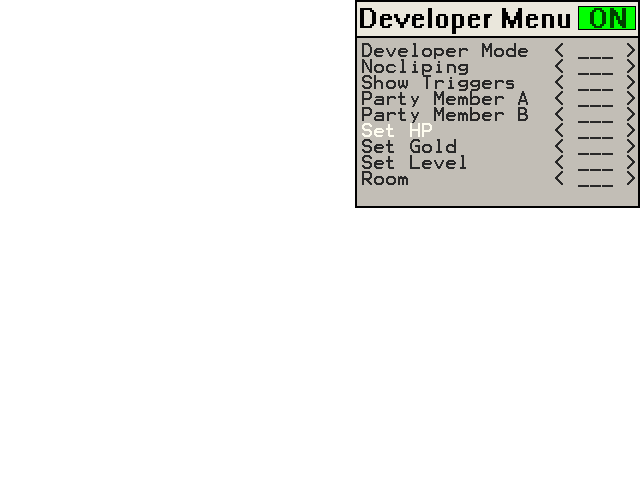 Developer Menu ON
Developer Mode < ___ >
Nocliping < ___ >
Show Triggers < ___ >
Party Member A < ___ >
Party Member B < ___ >
Set HP < ___ >
Set Gold < ___ >
Set Level < ___ >
Room < ___ >